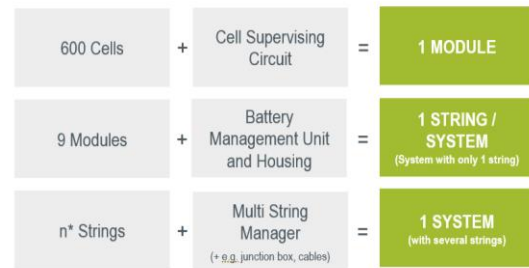 600 Cells
+
Cell Supervising
Circuit
=
1 MODULE
9 Modules
+
Battery
Management Unit
and Housing
=
1 STRING /
SYSTEM
(System with only 1 string)
n* Strings
+
Multi String
Manager
(+ e.g. junction box, cables)
=
1 SYSTEM
(with several strings)